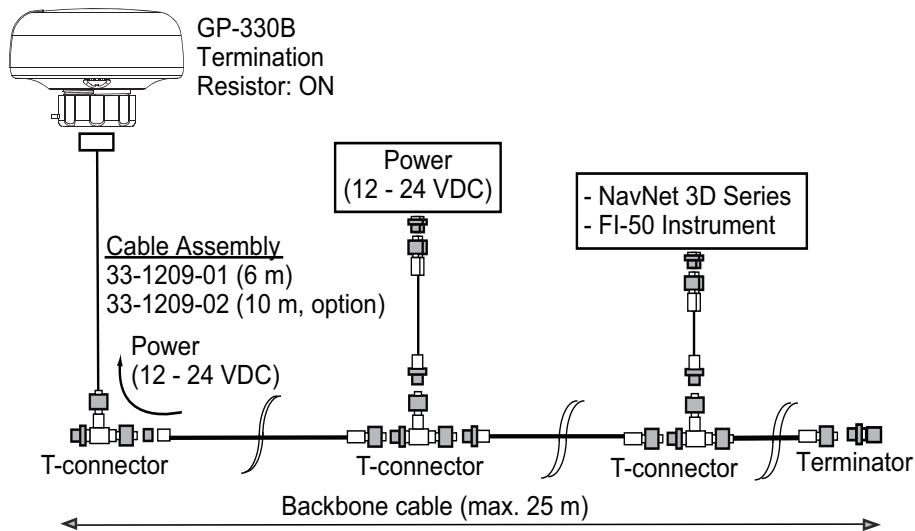 GP-330B
Termination
Resistor: ON
Power
(12 - 24 VDC)
- NavNet 3D Series
- FI-50 Instrument
Cable Assembly
33-1209-01 (6 m)
33-1209-02 (10 m, option)
Power
(12 - 24 VDC)
T-connector
T-connector
T-connector
Terminator
Backbone cable (max. 25 m)